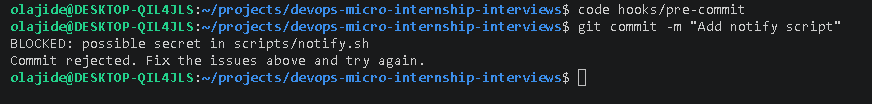 olajide@DESKTOP-QIL4JLS:~/projects/devops-micro-internship-interviews$ code hooks/pre-commit
olajide@DESKTOP-QIL4JLS:~/projects/devops-micro-internship-interviews$ git commit -m "Add notify script"
BLOCKED: possible secret in scripts/notify.sh
Commit rejected. Fix the issues above and try again.
olajide@DESKTOP-QIL4JLS:~/projects/devops-micro-internship-interviews$